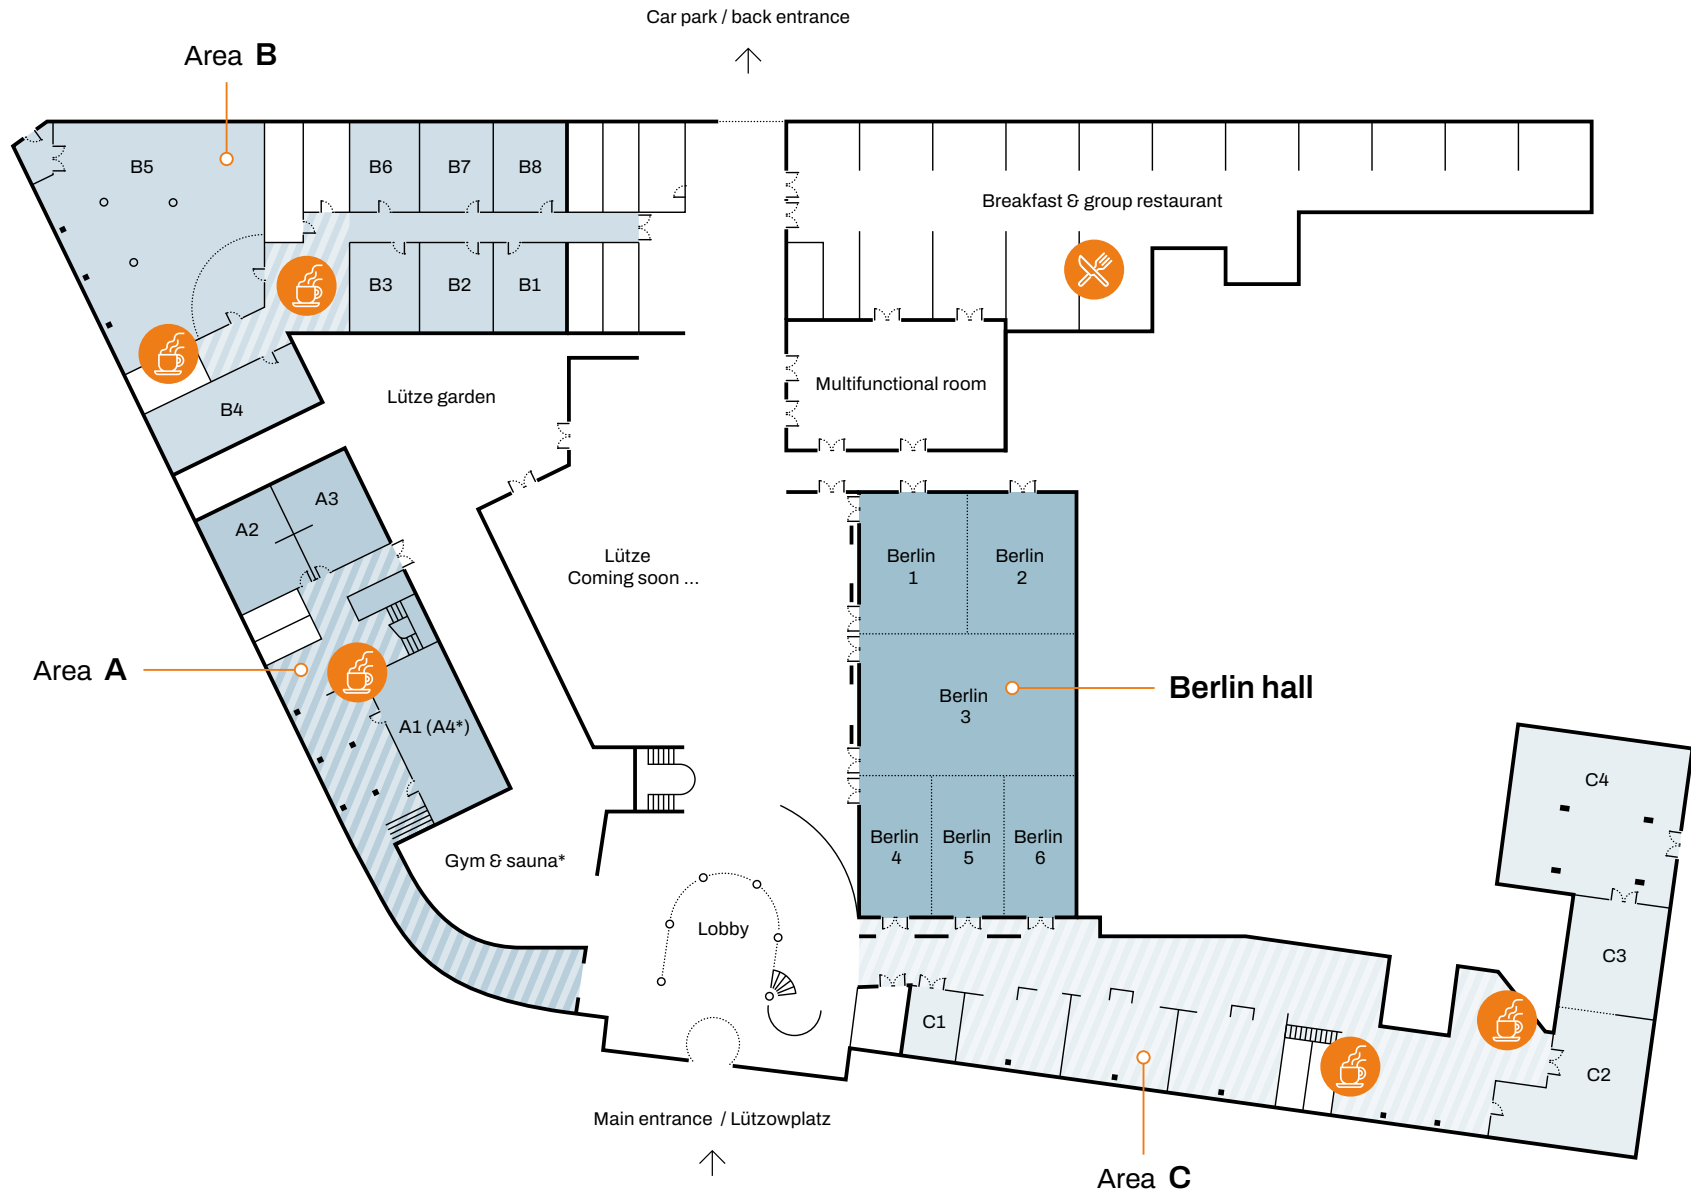 Car park / back entrance
Area B
B5
B6
B7
B8
Breakfast & group restaurant
B3
B2
B1
Multifunctional room
Lütze garden
B4
A3
A2
Lütze
Coming soon ...
Berlin
1
Berlin
2
Area A
Berlin
3
Berlin hall
A1 (A4*)
C4
Berlin
4
Berlin
5
Berlin
6
Gym & sauna*
Lobby
C3
C1
C2
Main entrance / Lützowplatz
Area C